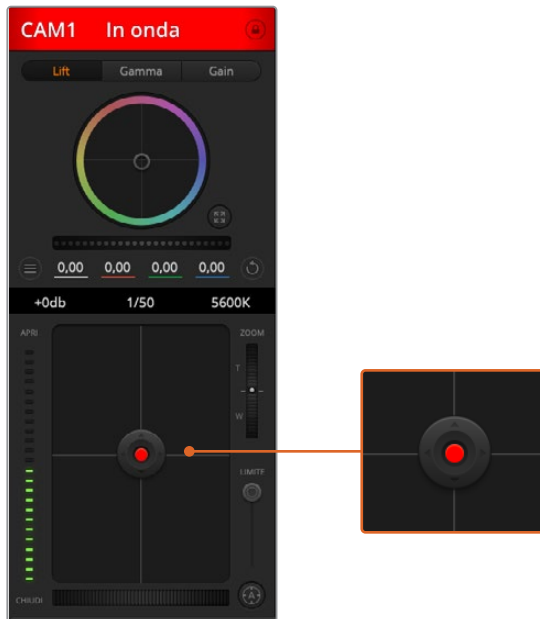 CAM1 In onda
Lift Gamma Gain
0,00 0,00 0,00 0,00
+0db 1/50 5600K
APRI ZOOM
T
W
LIMITE
CHIUDI A